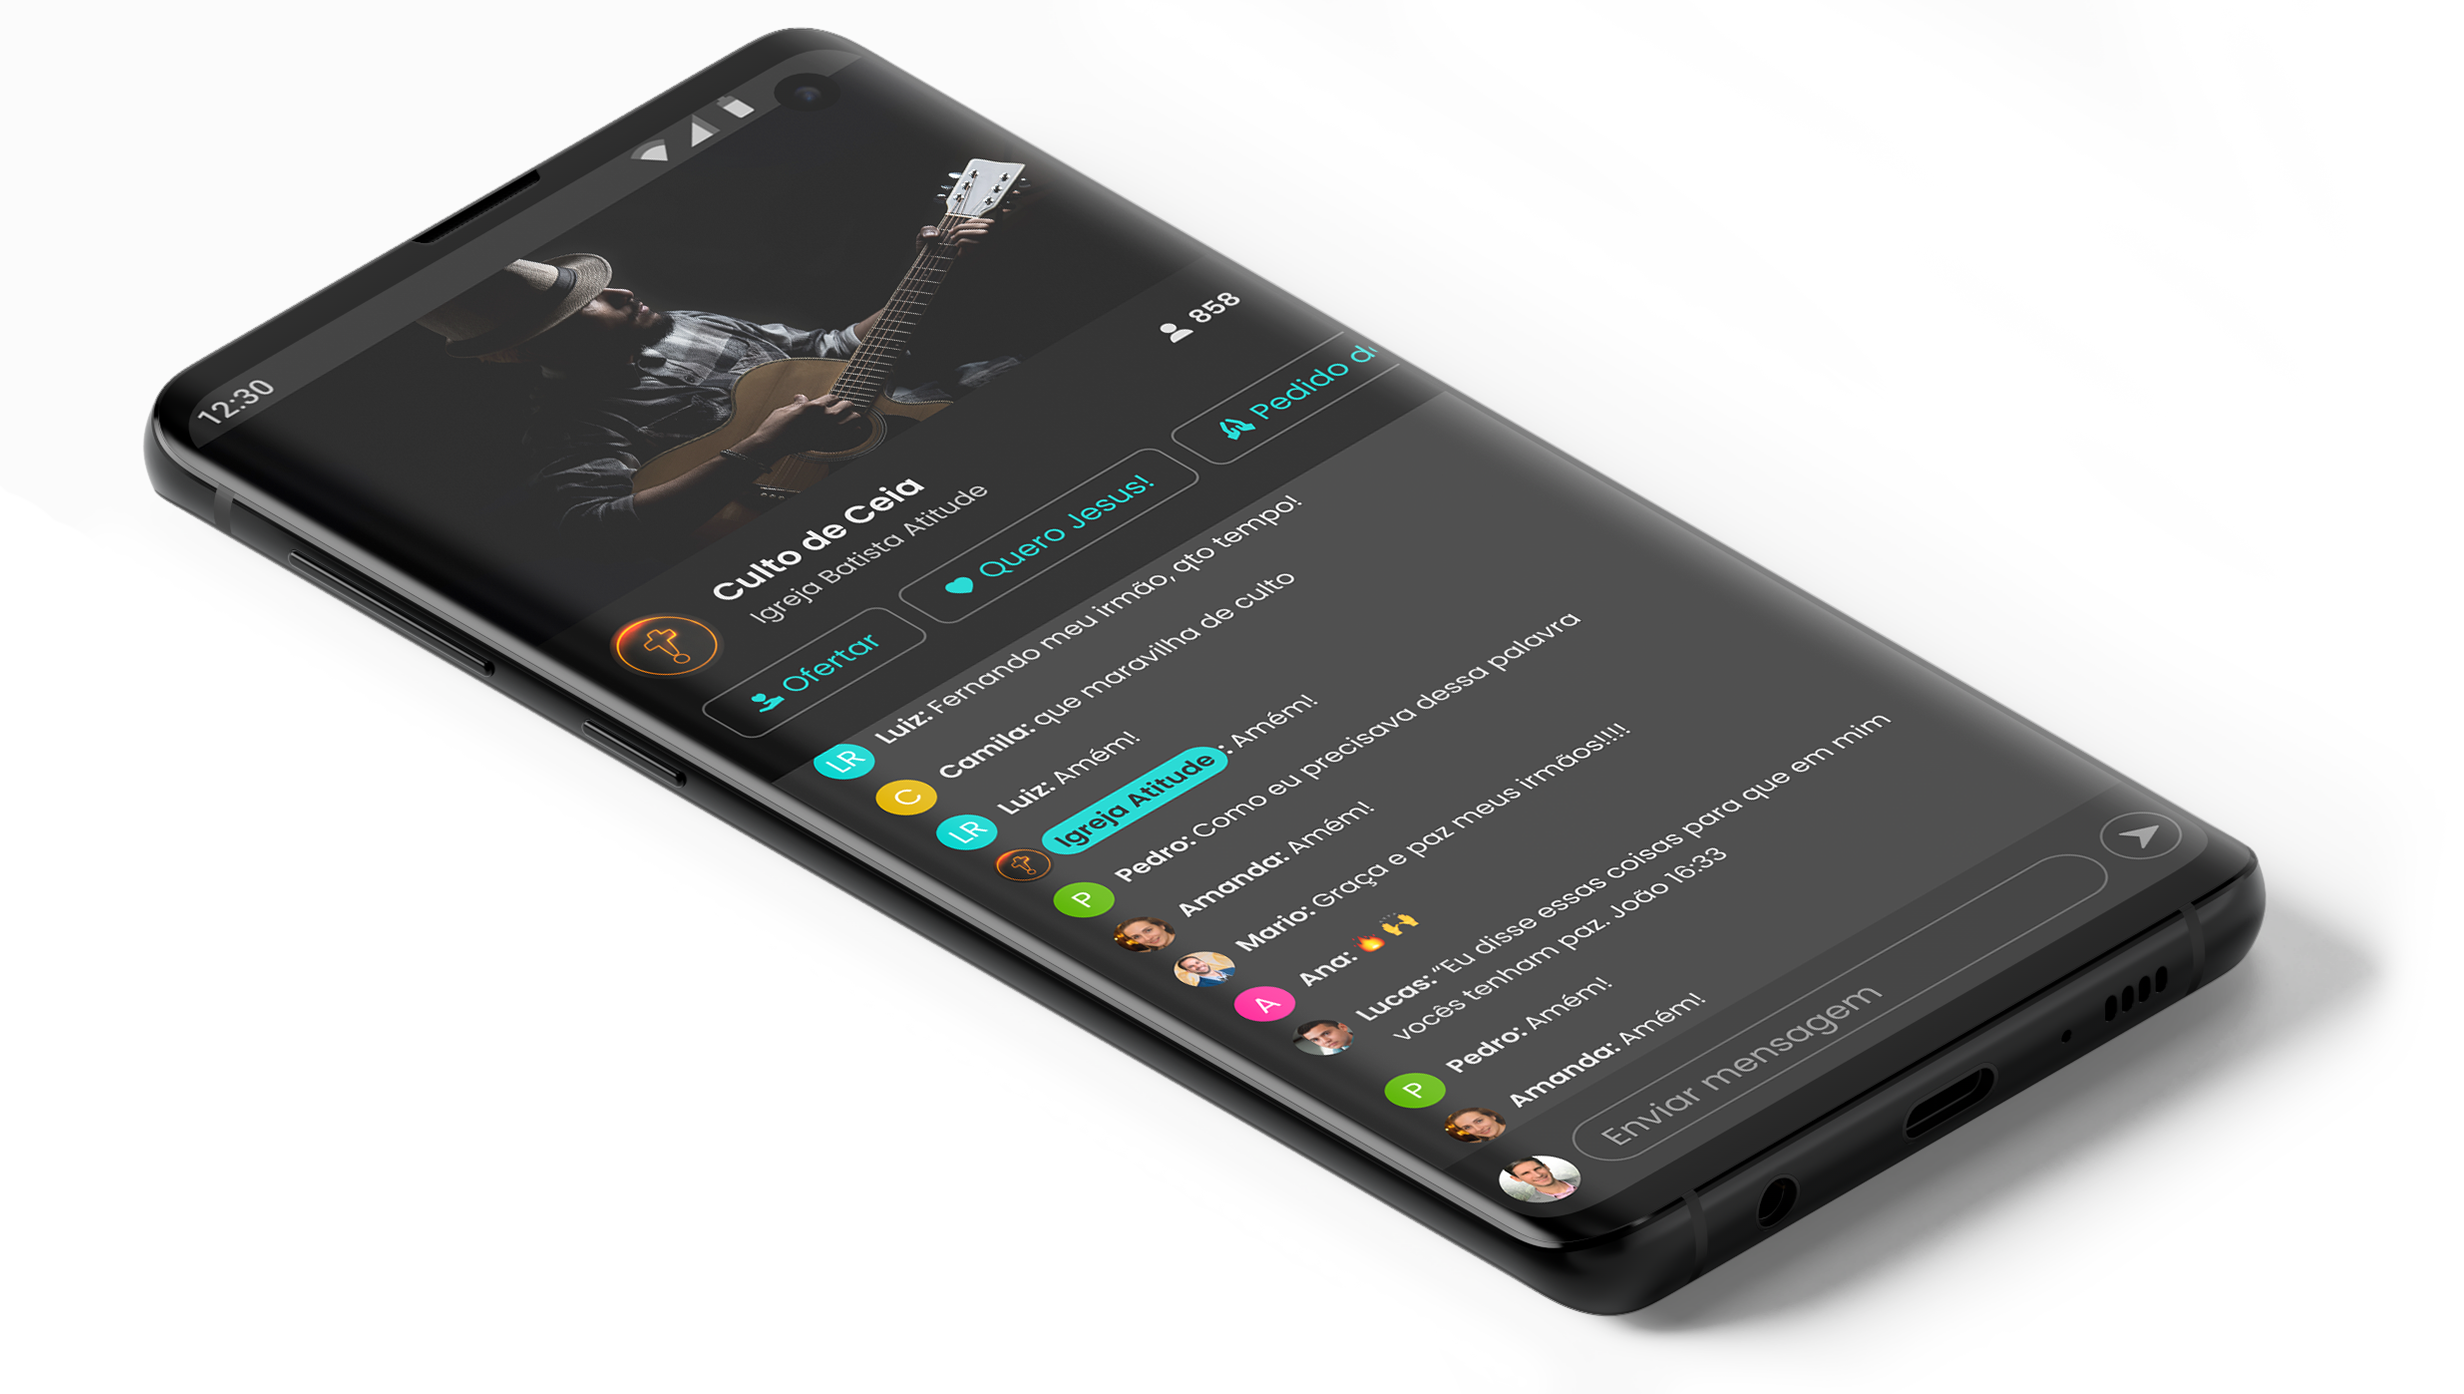 12:30
858
Culto de Ceia
Igreja Batista Atitude
Ofertar
Quero Jesus!
Pedido
LR
Luiz: Fernando meu irmão, qto tempo!
C
Camila: que maravilha de culto
LR
Luiz: Amém!
Igreja Atitude: Amém!
P
Pedro: Como eu precisava dessa palavra
Amanda: Amém!
Mario: Graça e paz meus irmãos!!!!!
A
Ana: 🔥 🙌
Lucas: “Eu disse essas coisas para que em mim
vocês tenham paz. João 16:33
P
Pedro: Amém!
Amanda: Amém!
Enviar mensagem